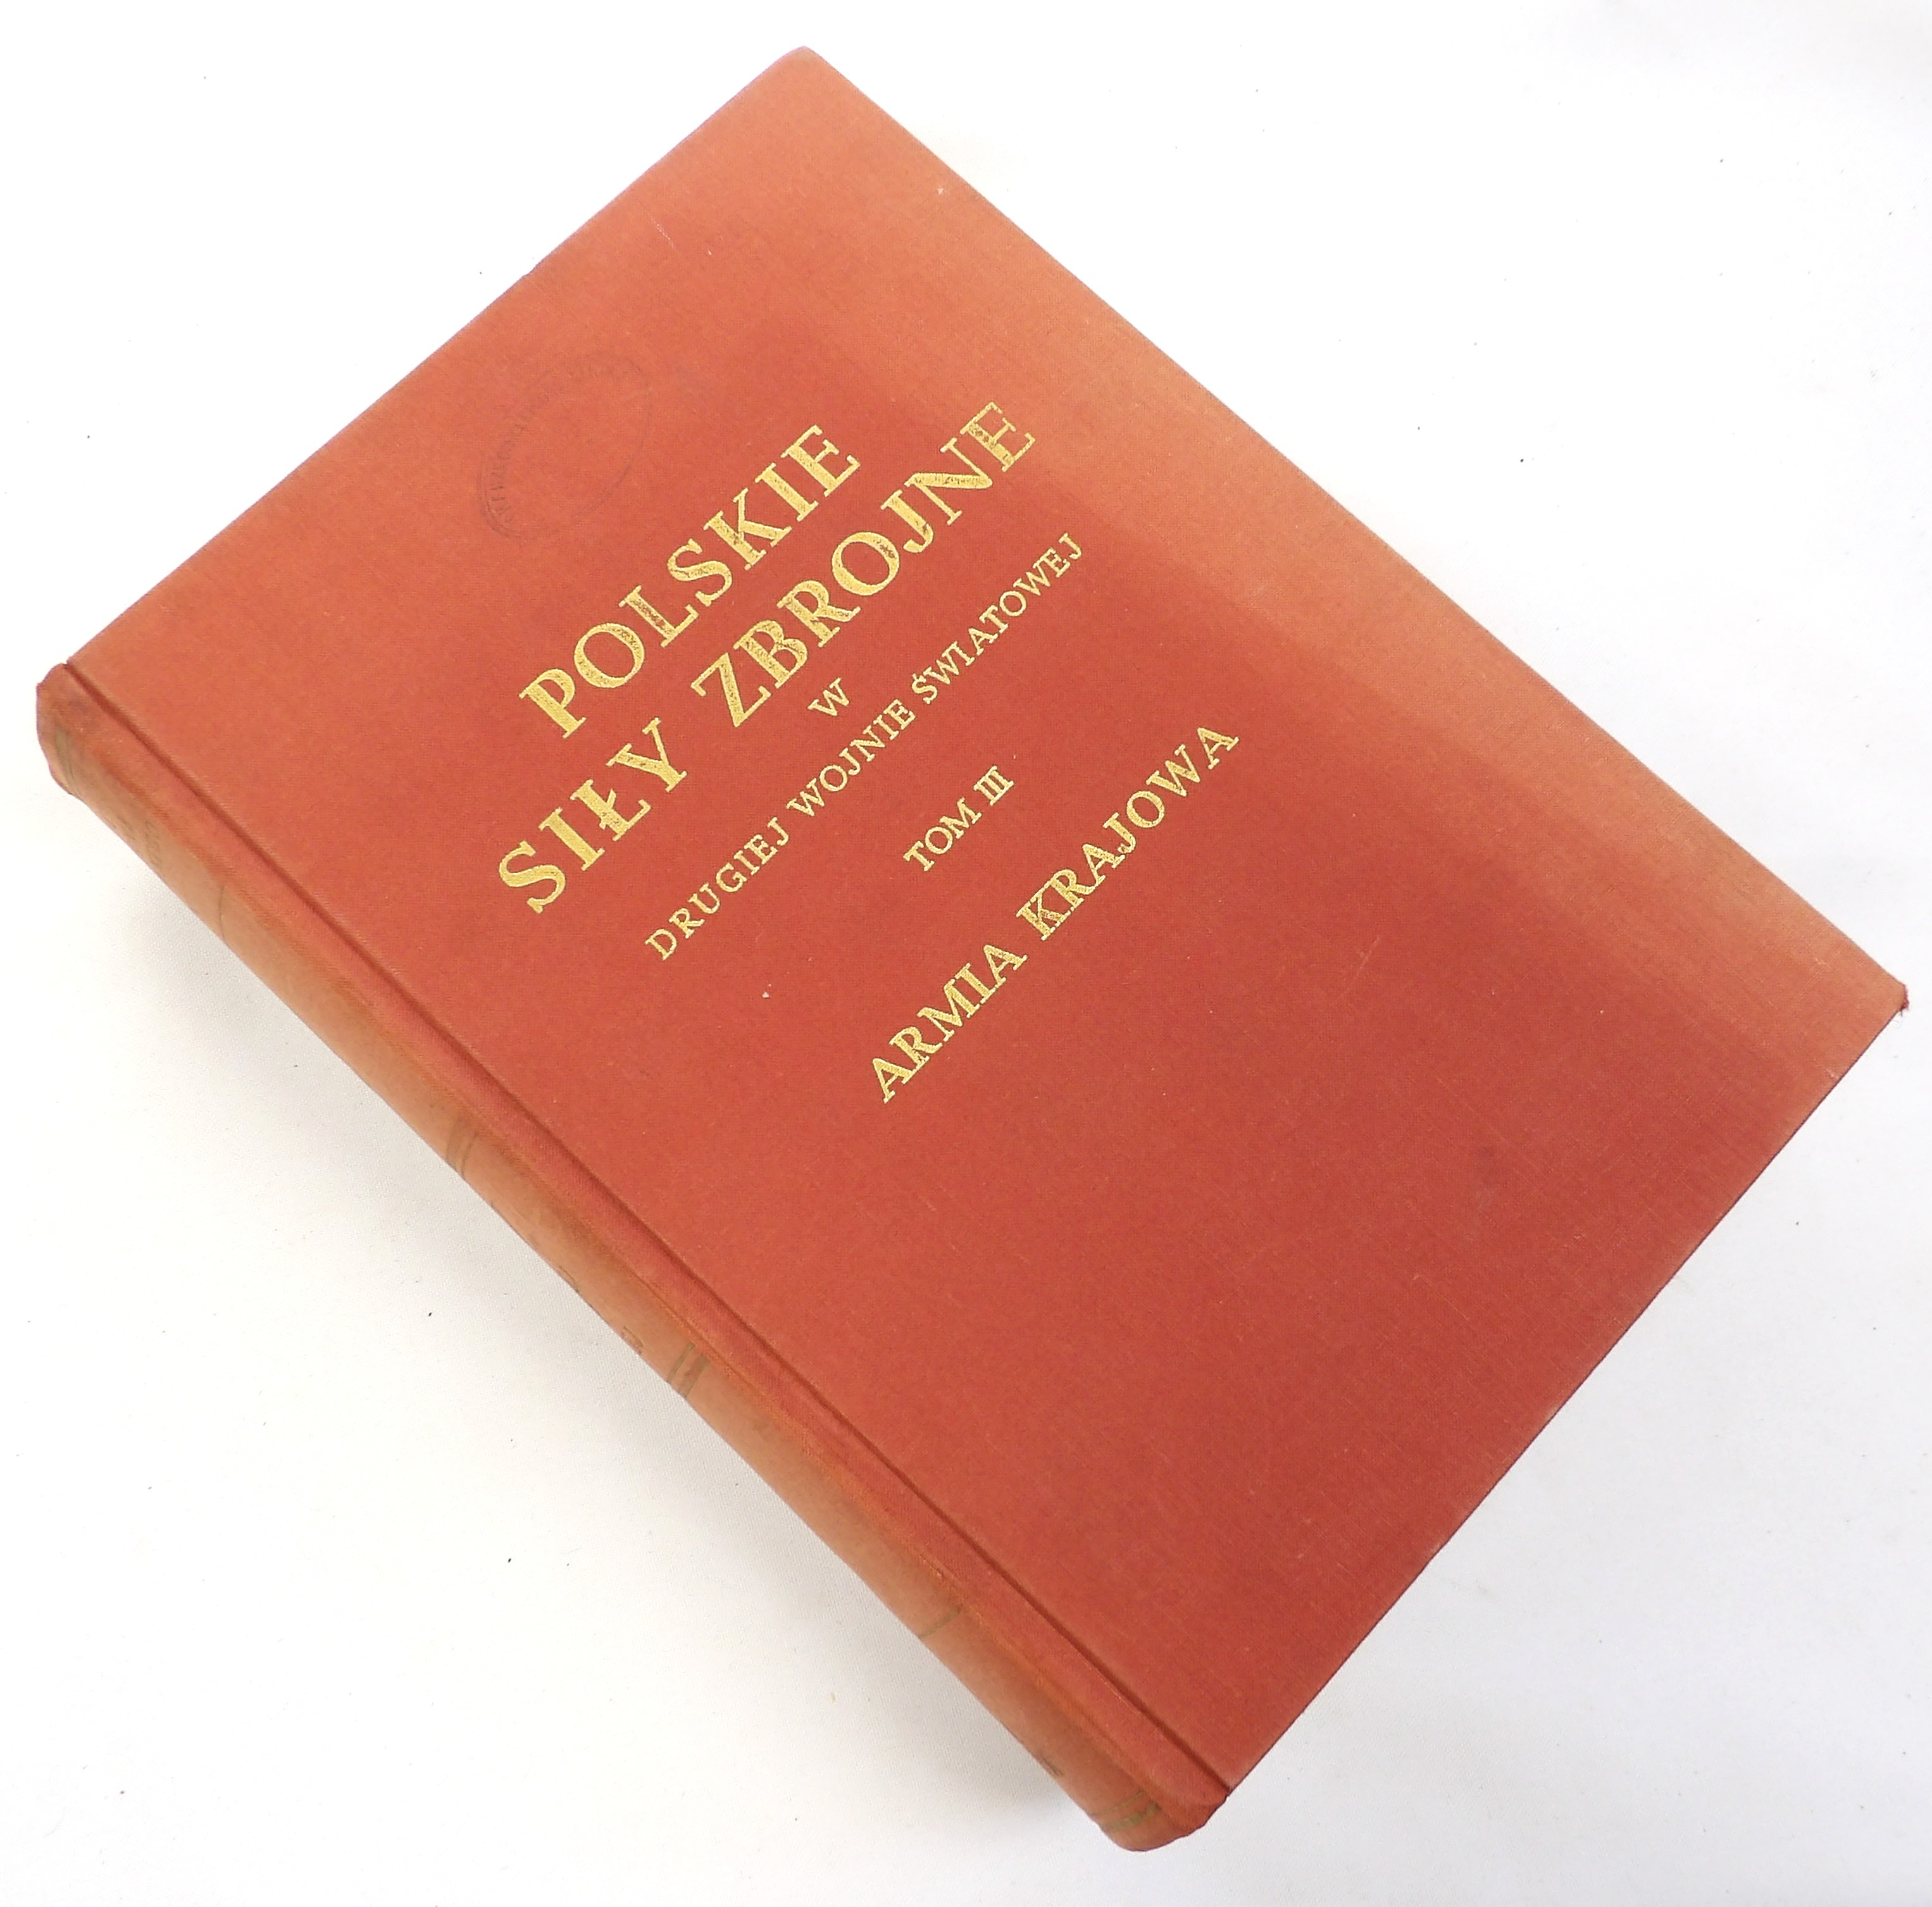 POLSKIE
SIŁY ZBROJNE
W
DRUGIEJ WOJNIE ŚWIATOWEJ
TOM III
ARMIA KRAJOWA